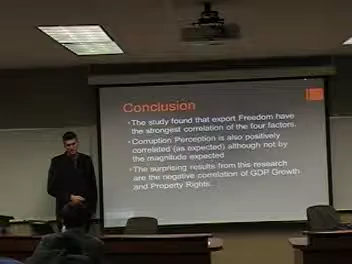 Conclusion
•The study found that export Freedom have
the strongest correlation of the four factors.
•Corruption Perception is also positively
correlated (as expected) although not by
the magnitude expected
•The surprising results from this research
are the negative correlation of GDP Growth
and Property Rights.